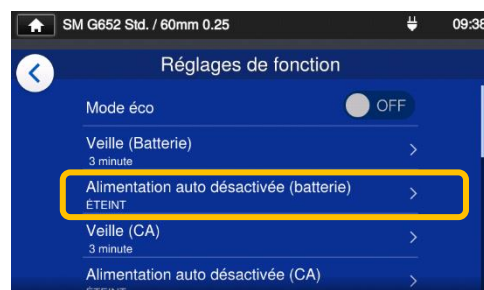 SM G652 Std. / 60mm 0.25 09:38
Réglages de fonction
Mode éco OFF
Veille (Batterie)
3 minute
Alimentation auto désactivée (batterie)
ÉTEINT
Veille (CA)
3 minute
Alimentation auto désactivée (CA)
ÉTEINT